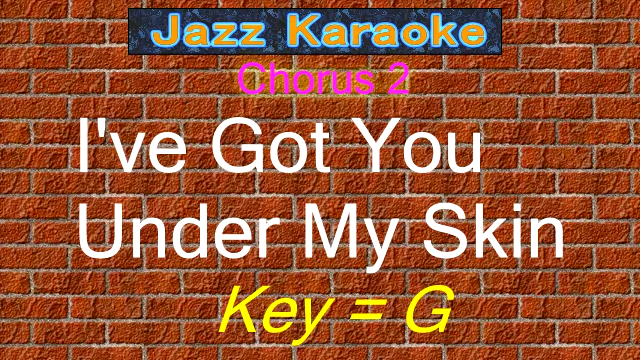 Jazz Karaoke
Chorus 2
I've Got You
Under My Skin
Key = G